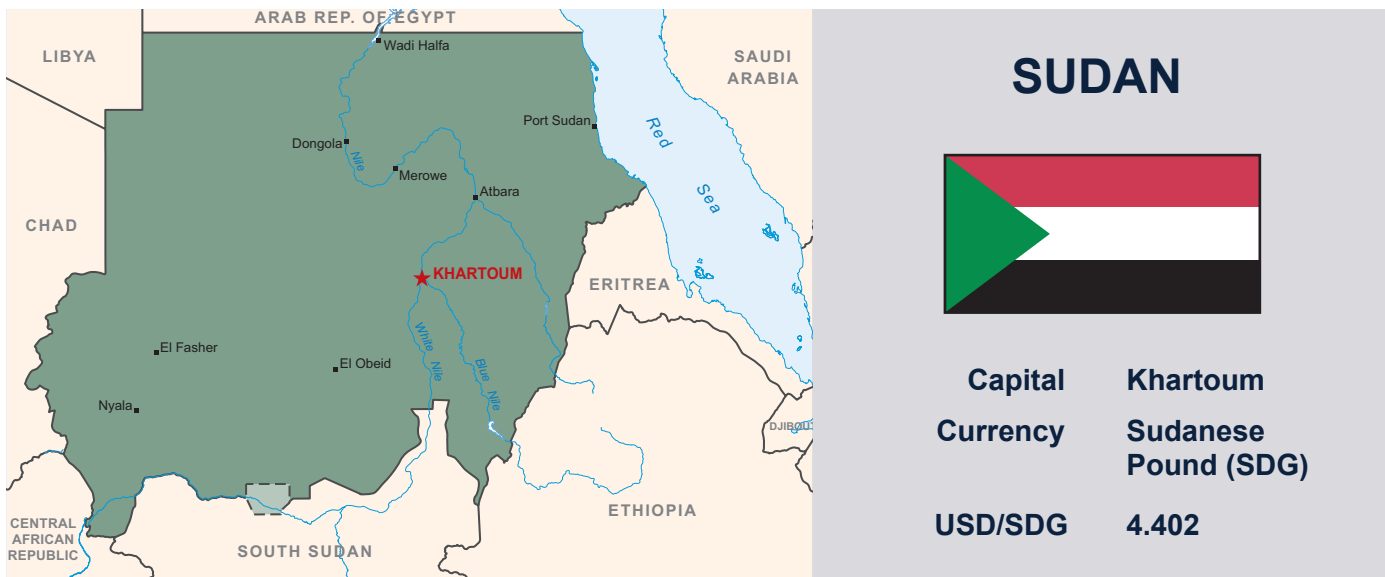 ARAB REP. OF EGYPT
Wadi Halfa
LIBYA
SAUDI
ARABIA
Port Sudan
Red
Sea
Dongola
Nile
Merowe
Atbara
CHAD
KHARTOUM
ERITREA
White
Nile
Blue
Nile
El Fasher
El Obeid
Nyala
DJIBOU
ETHIOPIA
CENTRAL
AFRICAN
REPUBLIC
SOUTH SUDAN
SUDAN
Capital Khartoum
Currency Sudanese
Pound (SDG)
USD/SDG 4.402